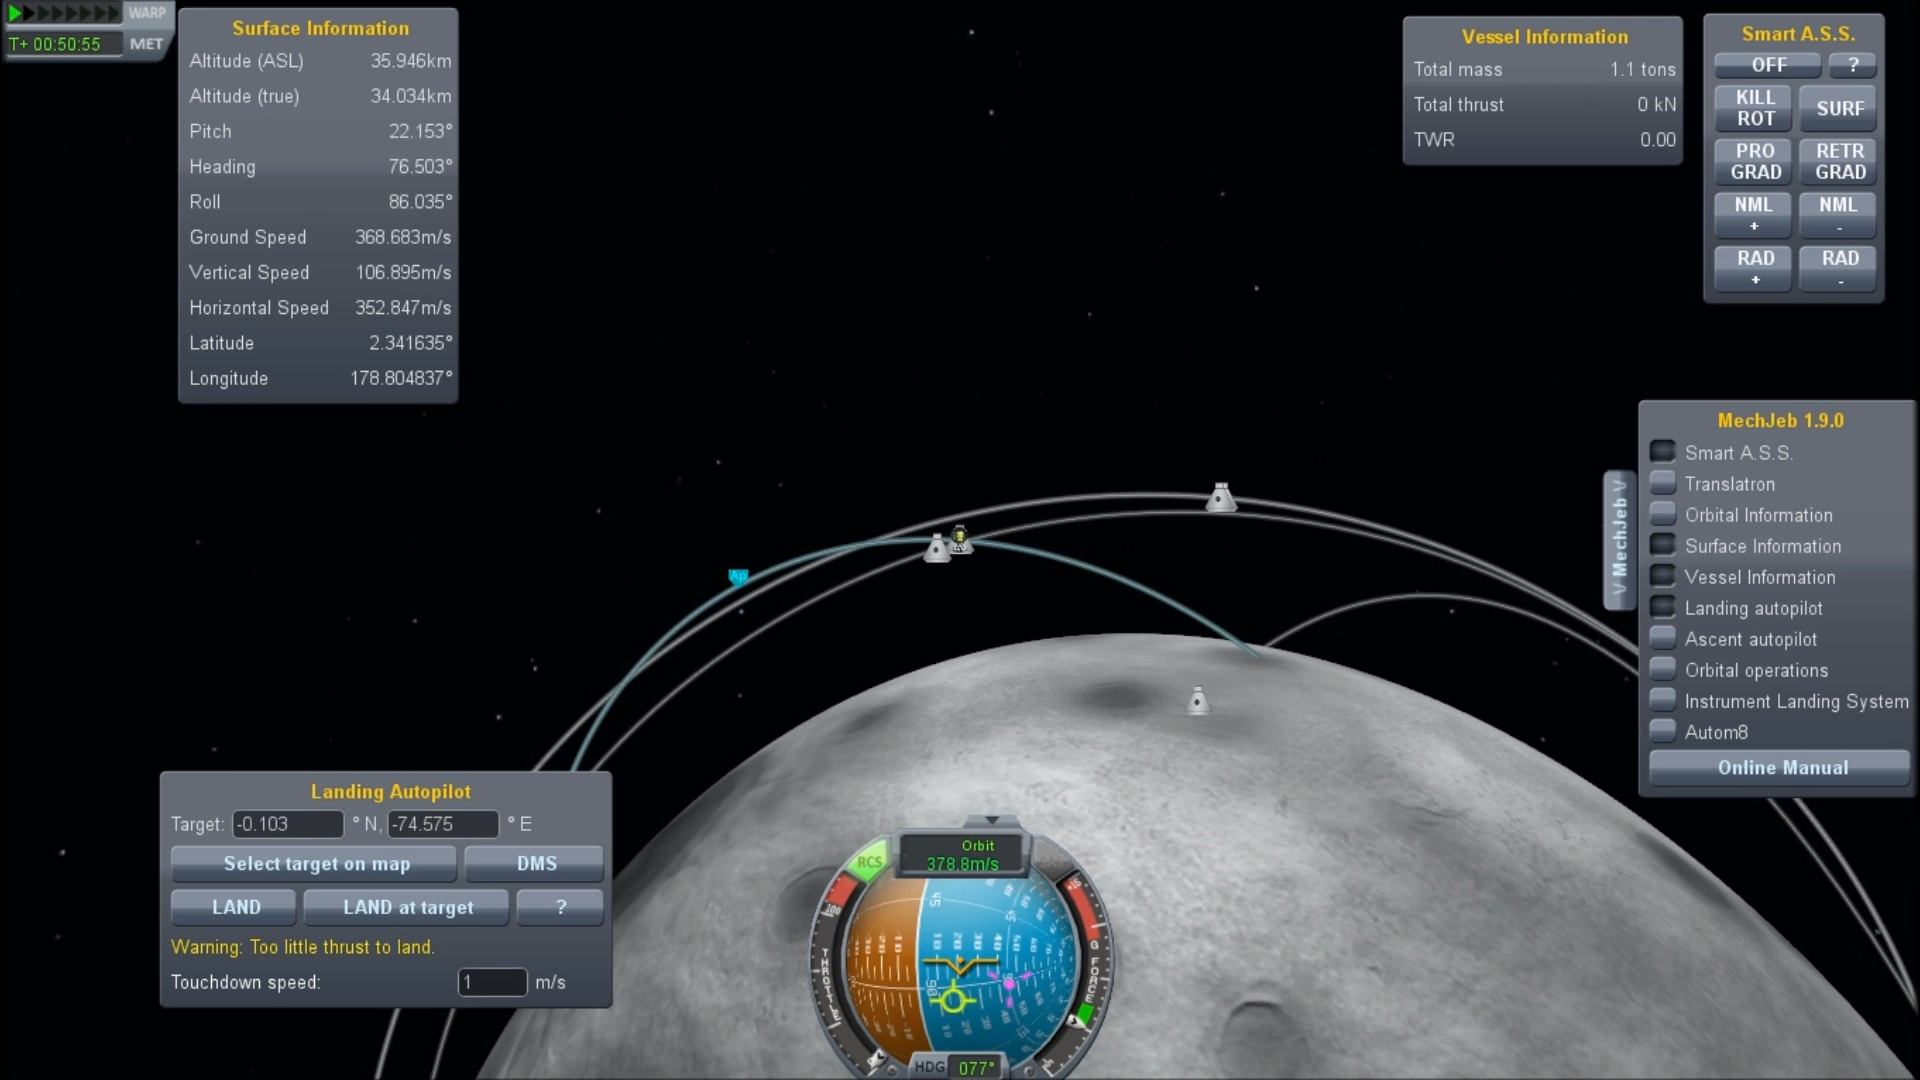 WARP
T+ 00:50:55 MET
Surface Information
Altitude (ASL) 35.946km
Altitude (true) 34.034km
Pitch 22.153°
Heading 76.503°
Roll 86.035°
Ground Speed 368.683m/s
Vertical Speed 106.895m/s
Horizontal Speed 352.847m/s
Latitude 2.341635°
Longitude 178.804837°
Vessel Information
Total mass 1.1 tons
Total thrust 0 kN
TWR 0.00
Smart A.S.S.
OFF ?
KILL ROT SURF
PRO GRAD RETR GRAD
NML + NML -
RAD + RAD -
V MechJeb V
MechJeb 1.9.0
Smart A.S.S.
Translatron
Orbital Information
Surface Information
Vessel Information
Landing autopilot
Ascent autopilot
Orbital operations
Instrument Landing System
Autom8
Online Manual
Ap
Landing Autopilot
Target: -0.103 ° N, -74.575 ° E
Select target on map DMS
LAND LAND at target ?
Warning: Too little thrust to land.
Touchdown speed: 1 m/s
RCS
Orbit
378.8m/s
THROTTLE
G FORCE
HDG 077°